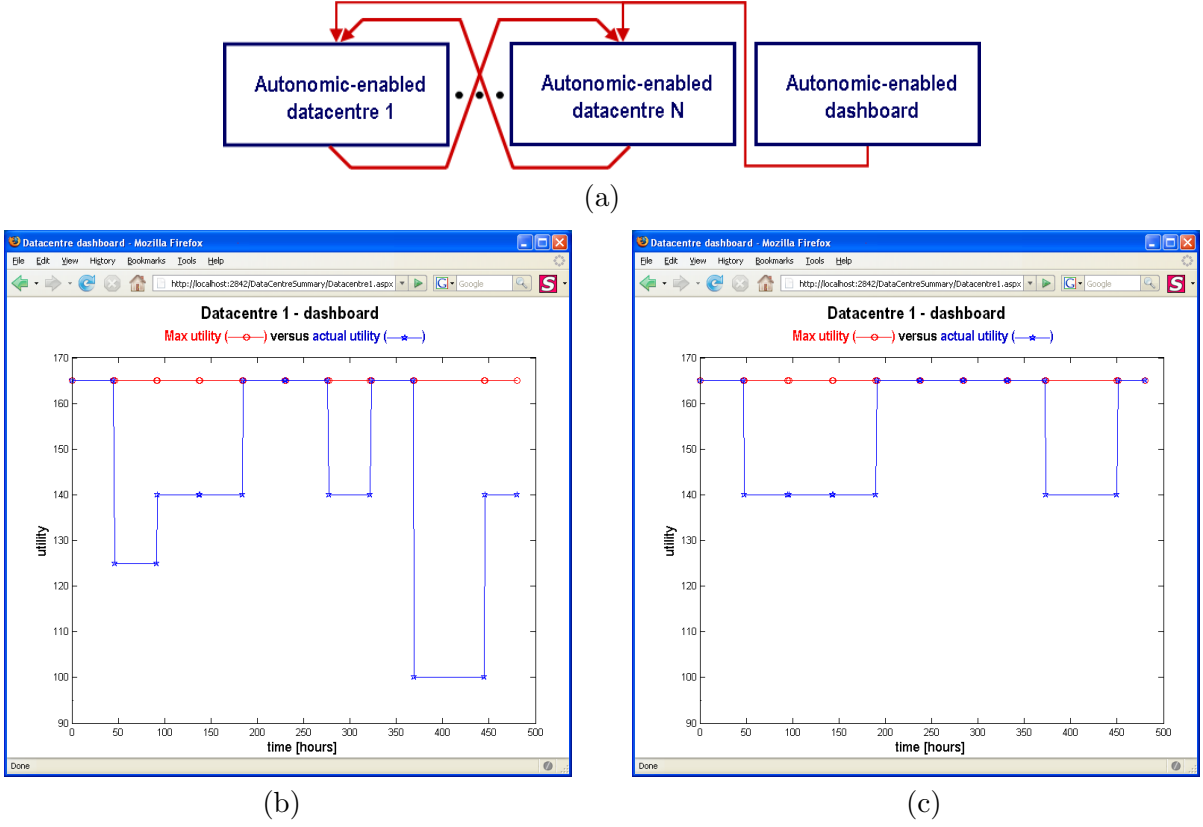 Autonomic-enabled
datacentre 1
Autonomic-enabled
datacentre N
Autonomic-enabled
dashboard
(a)
Datacentre dashboard - Mozilla Firefox
File Edit View History Bookmarks Tools Help
http://localhost:2842/DataCentreSummary/Datacentre1.aspx
G Google
S
Datacentre 1 - dashboard
Max utility ( ) versus actual utility ( )
170
160
150
140
130
120
110
100
90
utility
0 50 100 150 200 250 300 350 400 450 500
time [hours]
Done
(b)
Datacentre dashboard - Mozilla Firefox
File Edit View History Bookmarks Tools Help
http://localhost:2842/DataCentreSummary/Datacentre1.aspx
G Google
S
Datacentre 1 - dashboard
Max utility ( ) versus actual utility ( )
170
160
150
140
130
120
110
100
90
utility
0 50 100 150 200 250 300 350 400 450 500
time [hours]
Done
(c)